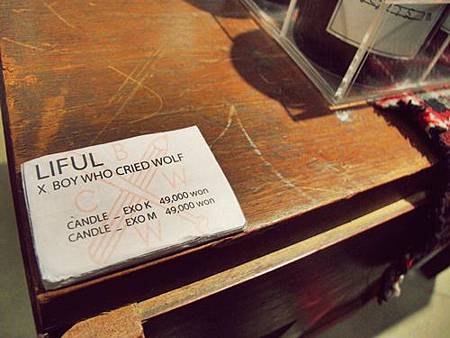 LIFUL
X BOY WHO CRIED WOLF
B
C W
W
CANDLE _ EXO K 49,000 won
CANDLE _ EXO M 49,000 won